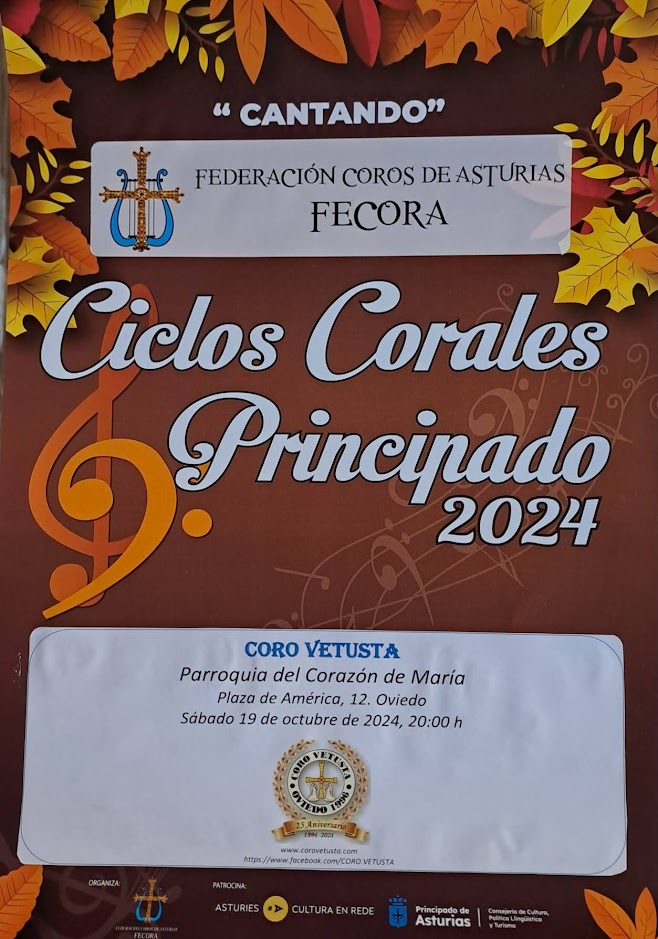 “ CANTANDO”
FEDERACIÓN COROS DE ASTURIAS
FECORA
Ciclos Corales
Principado
2024
CORO VETUSTA
Parroquia del Corazón de María
Plaza de América, 12. Oviedo
Sábado 19 de octubre de 2024, 20:00 h
CORO VETUSTA
OVIEDO 1996
25 Aniversario
1996-2021
www.corovetusta.com
https://www.facebook.com/CORO.VETUSTA
ORGANIZA:
FEDERACIÓN COROS DE ASTURIAS
FECORA
PATROCINA:
ASTURIES CULTURA EN REDE
Principado de
Asturias
Consejería de Cultura,
Política Llingüística
y Turismo